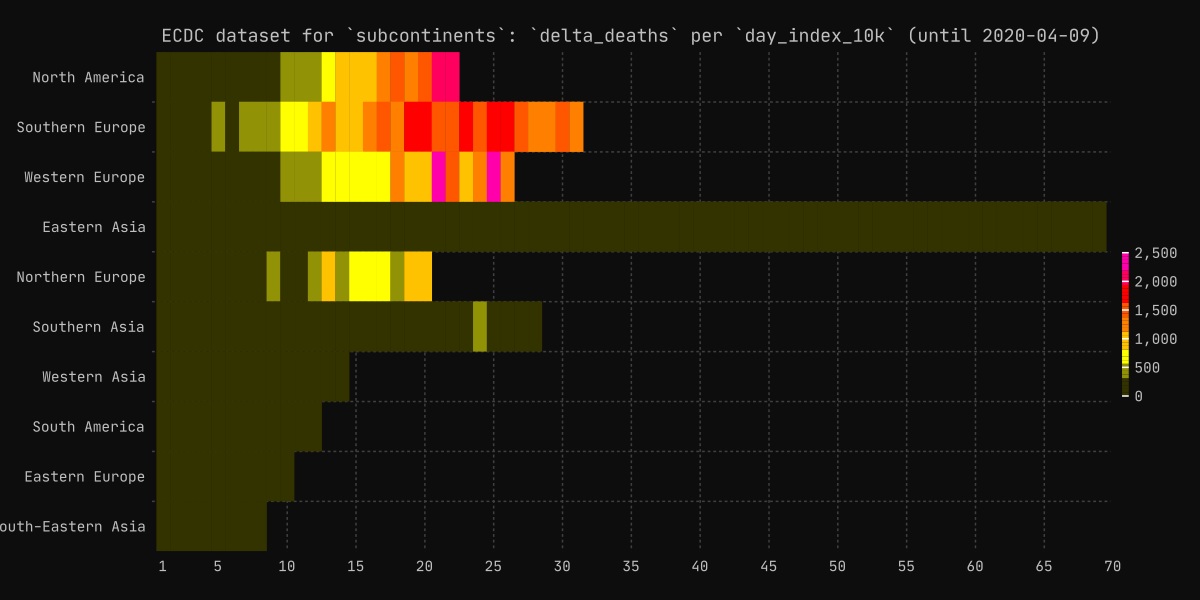 ECDC dataset for `subcontinents`: `delta_deaths` per `day_index_10k` (until 2020-04-09)
North America
Southern Europe
Western Europe
Eastern Asia
Northern Europe
Southern Asia
Western Asia
South America
Eastern Europe
outh-Eastern Asia
2,500
2,000
1,500
1,000
500
0
1 5 10 15 20 25 30 35 40 45 50 55 60 65 70